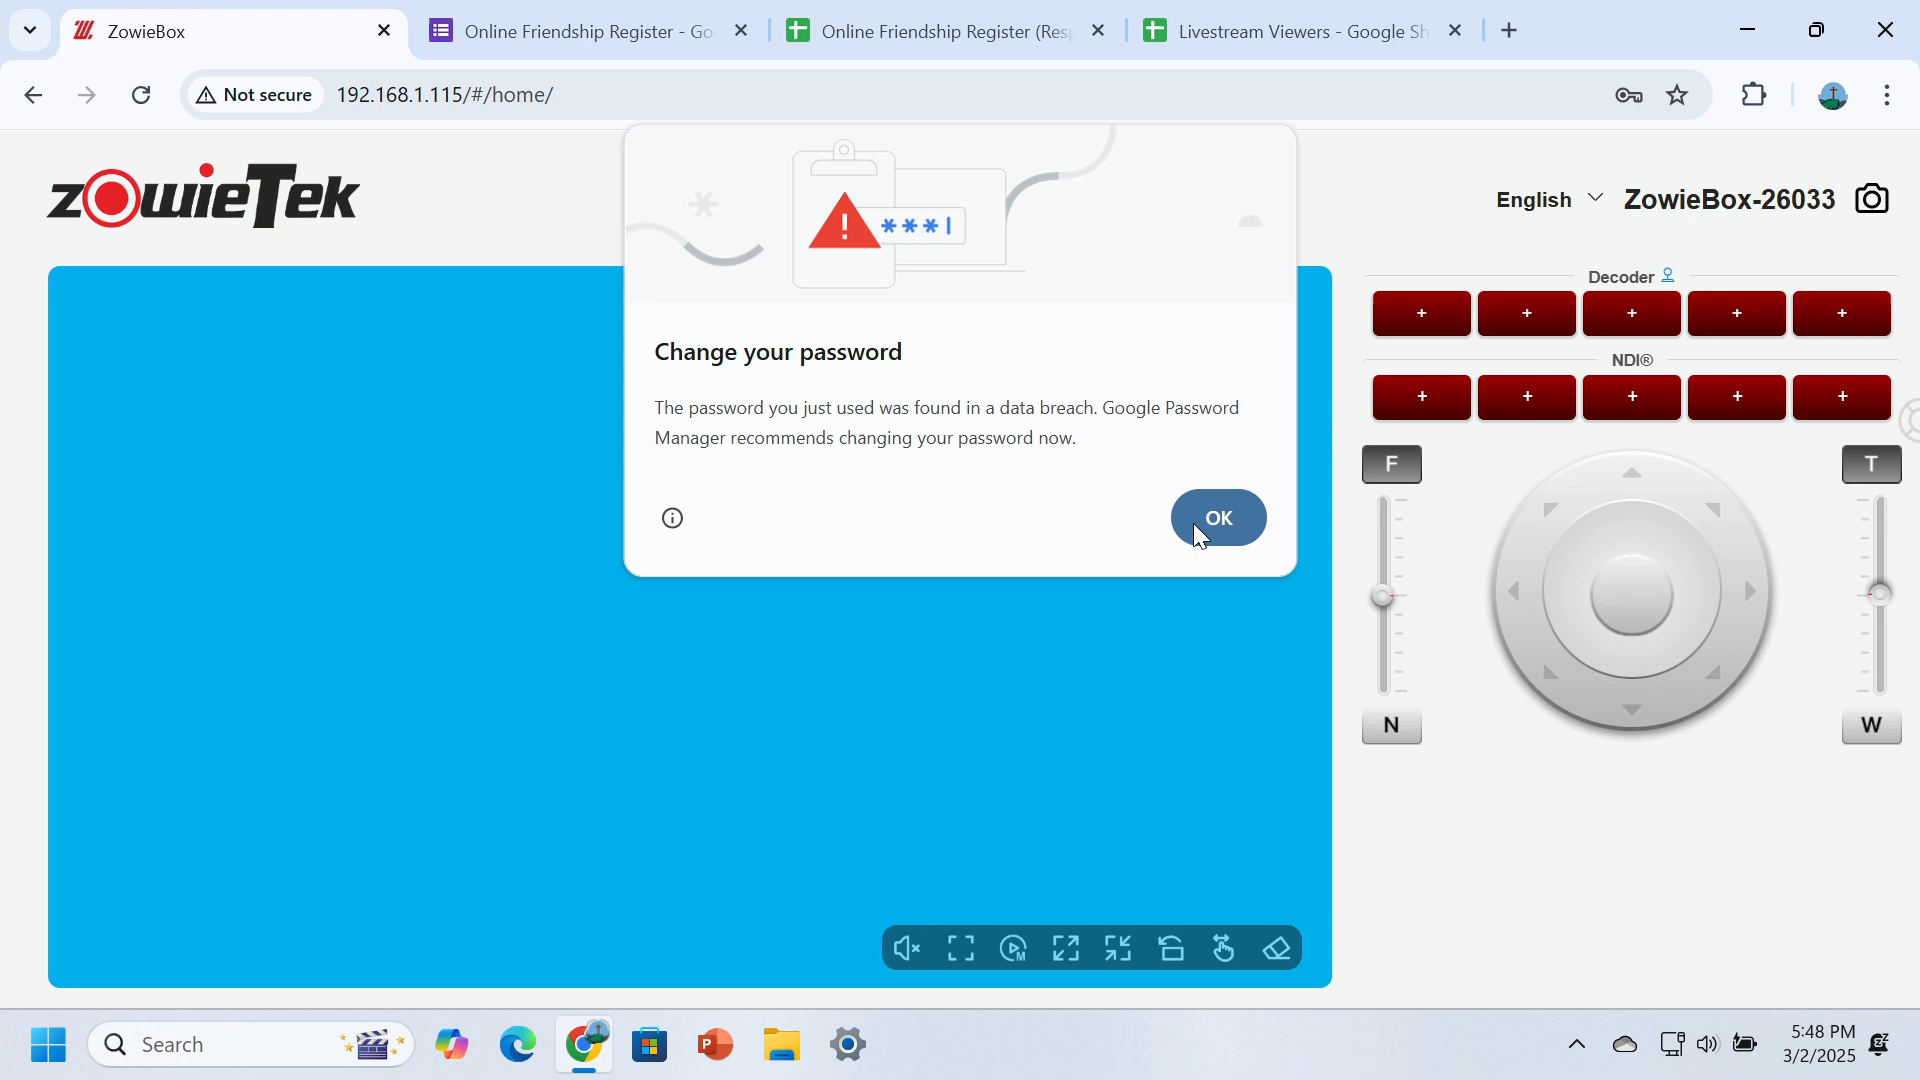 ZowieBox
Online Friendship Register - Go
Online Friendship Register (Resp
Livestream Viewers - Google Sh
Not secure
192.168.1.115/#/home/
zowieTek
English
ZowieBox-26033
***|
Change your password
The password you just used was found in a data breach. Google Password
Manager recommends changing your password now.
OK
Decoder
+ + + + +
NDI®
+ + + + +
F
T
N
W
M
Search
P
5:48 PM
3/2/2025